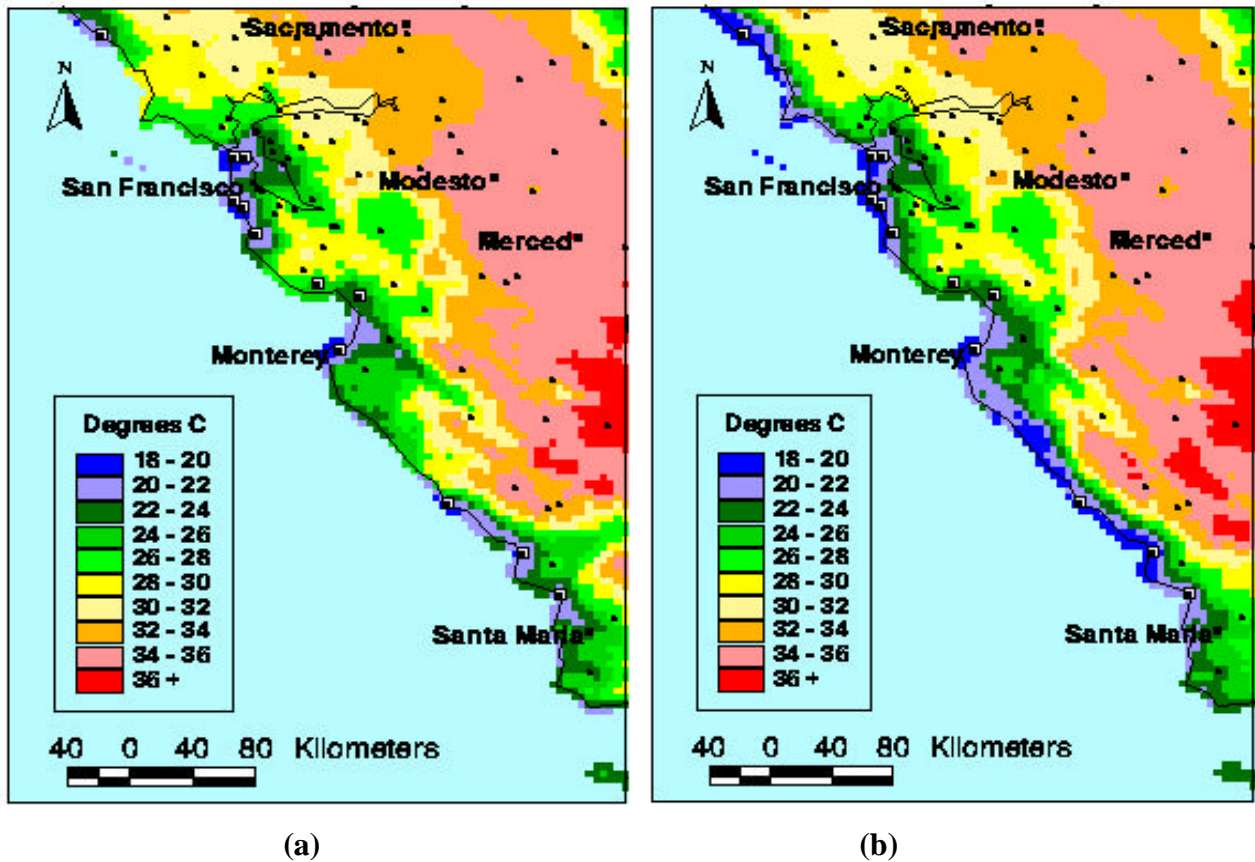 Sacramento
N
San Francisco
Modesto
Merced
Monterey
Degrees C
18 - 20
20 - 22
22 - 24
24 - 26
26 - 28
28 - 30
30 - 32
32 - 34
34 - 36
36 +
Santa Maria
40 0 40 80 Kilometers
(a)
Sacramento
N
San Francisco
Modesto
Merced
Monterey
Degrees C
18 - 20
20 - 22
22 - 24
24 - 26
26 - 28
28 - 30
30 - 32
32 - 34
34 - 36
36 +
Santa Maria
40 0 40 80 Kilometers
(b)